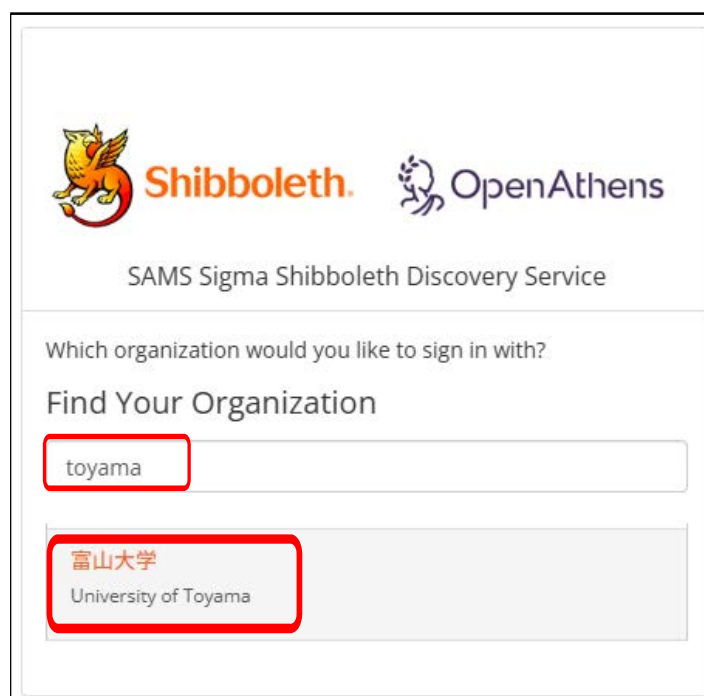 Shibboleth. OpenAthens
SAMS Sigma Shibboleth Discovery Service
Which organization would you like to sign in with?
Find Your Organization
toyama
富山大学
University of Toyama